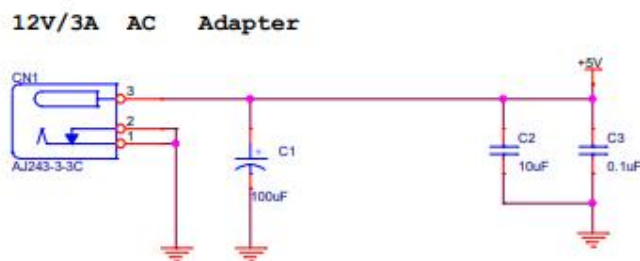 12V/3A AC Adapter
+5V
CN1
3
2
1
AJ243-3-3C
+
C1
100uF
C2
10uF
C3
0.1uF